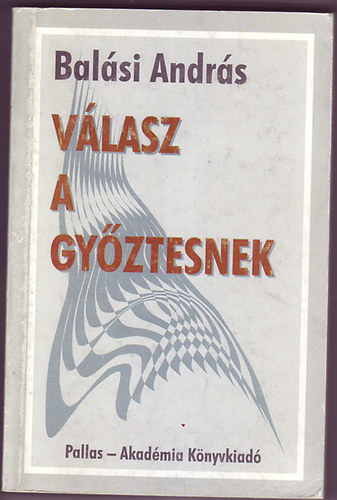 Balási András
VÁLASZ
A
GYŐZTESNEK
Pallas – Akadémia Könyvkiadó